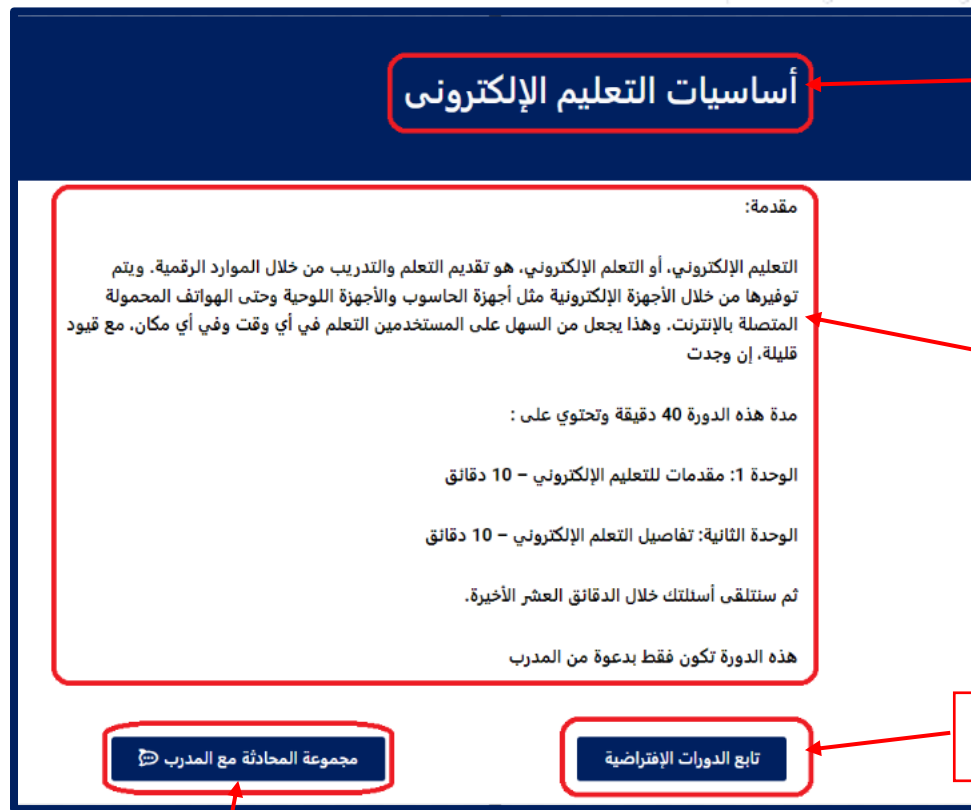 أساسيات التعليم الإلكترونى
مقدمة:
التعليم الإلكتروني، أو التعلم الإلكتروني، هو تقديم التعلم والتدريب من خلال الموارد الرقمية. ويتم
توفيرها من خلال الأجهزة الإلكترونية مثل أجهزة الحاسوب والأجهزة اللوحية وحتى الهواتف المحمولة
المتصلة بالإنترنت. وهذا يجعل من السهل على المستخدمين التعلم في أي وقت وفي أي مكان، مع قيود
قليلة، إن وجدت
مدة هذه الدورة 40 دقيقة وتحتوي على :
الوحدة 1: مقدمات للتعليم الإلكتروني – 10 دقائق
الوحدة الثانية: تفاصيل التعلم الإلكتروني – 10 دقائق
ثم سنتلقى أسئلتك خلال الدقائق العشر الأخيرة.
هذه الدورة تكون فقط بدعوة من المدرب
تابع الدورات الإفتراضية
مجموعة المحادثة مع المدرب